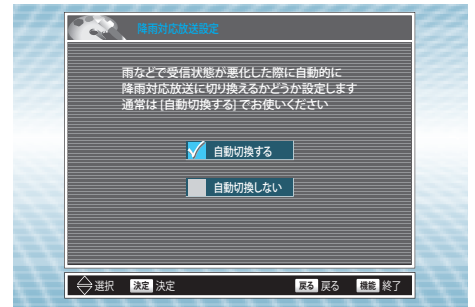 降雨対応放送設定
雨などで受信状態が悪化した際に自動的に
降雨対応放送に切り換えるかどうか設定します
通常は [自動切換する] でお使いください
自動切換する
自動切換しない
選択 決定 決定 戻る 戻る 機能 終了